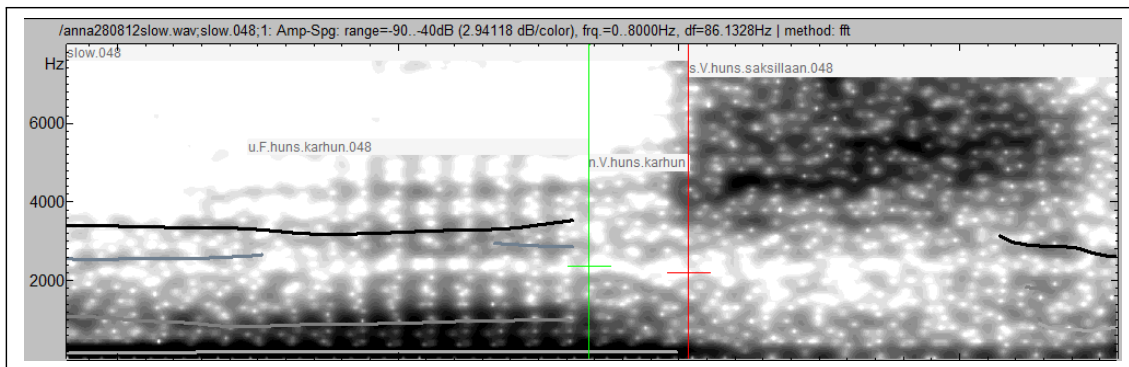 /anna280812slow.wav;slow.048;1: Amp-Spg: range=-90..-40dB (2.94118 dB/color), frq.=0..8000Hz, df=86.1328Hz | method: fft
Hz
slow.048
s.V.huns.saksillaan.048
6000
u.F.huns.karhun.048
n.V.huns.karhun
4000
2000